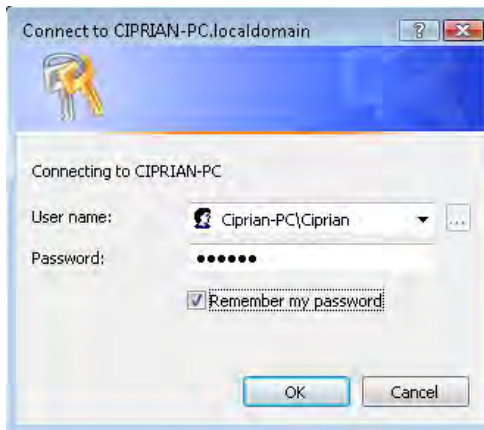 Connect to CIPRIAN-PC.localdomain
Connecting to CIPRIAN-PC
User name: Ciprian-PC\Ciprian ...
Password: ••••••
Remember my password
OK Cancel